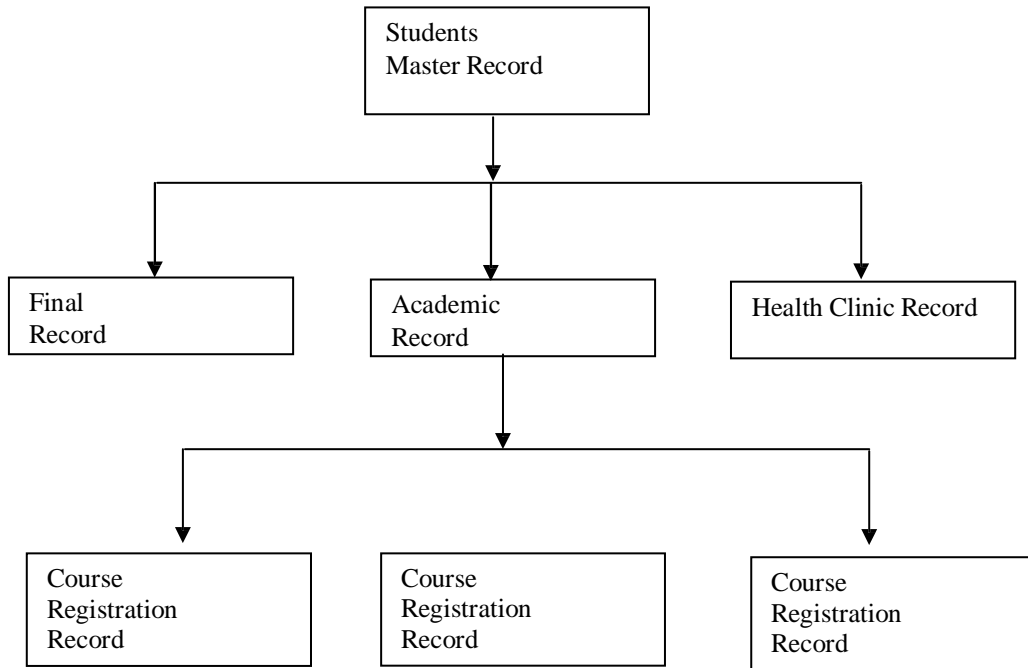 Students
Master Record
Final
Record
Academic
Record
Health Clinic Record
Course
Registration
Record
Course
Registration
Record
Course
Registration
Record